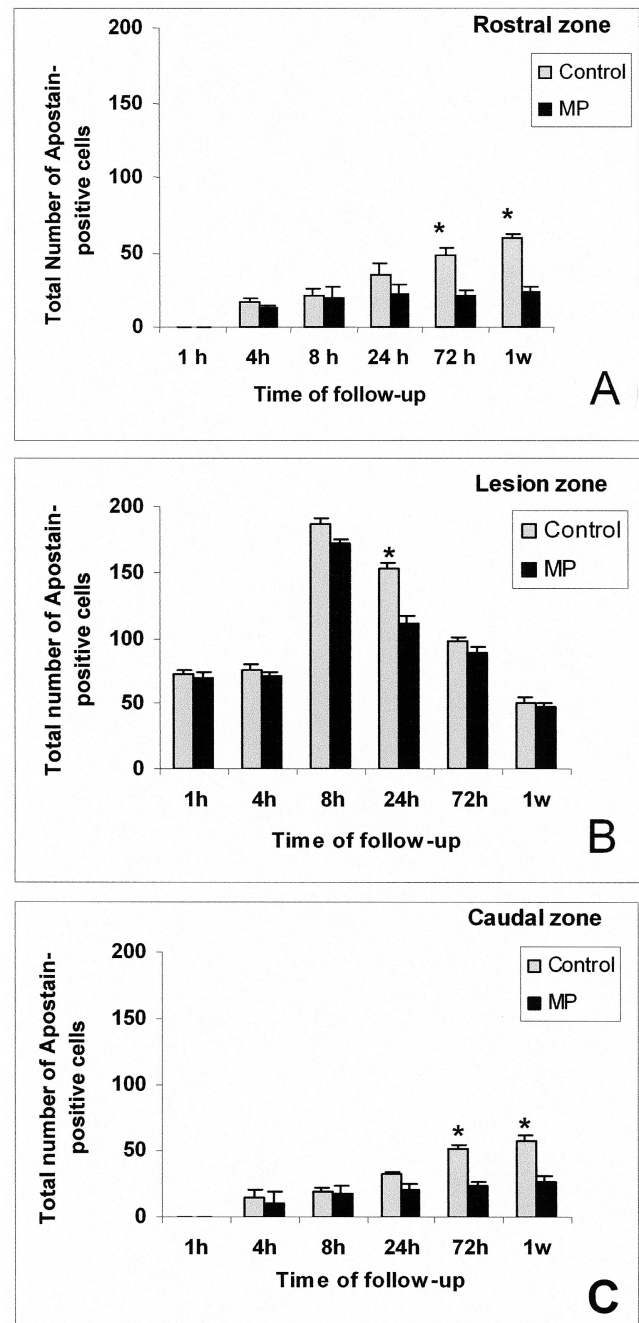 Rostral zone
Control
MP
Total Number of Apostain-
positive cells
200
150
100
50
0
1 h 4h 8 h 24 h 72 h 1w
* *
Time of follow-up
A
Lesion zone
Control
MP
Total number of Apostain-
positive cells
200
150
100
50
0
*
1h 4h 8h 24h 72h 1w
Time of follow-up
B
Caudal zone
Control
MP
Total number of Apostain-
positive cells
200
150
100
50
0
* *
1h 4h 8h 24h 72h 1w
Time of follow-up
C